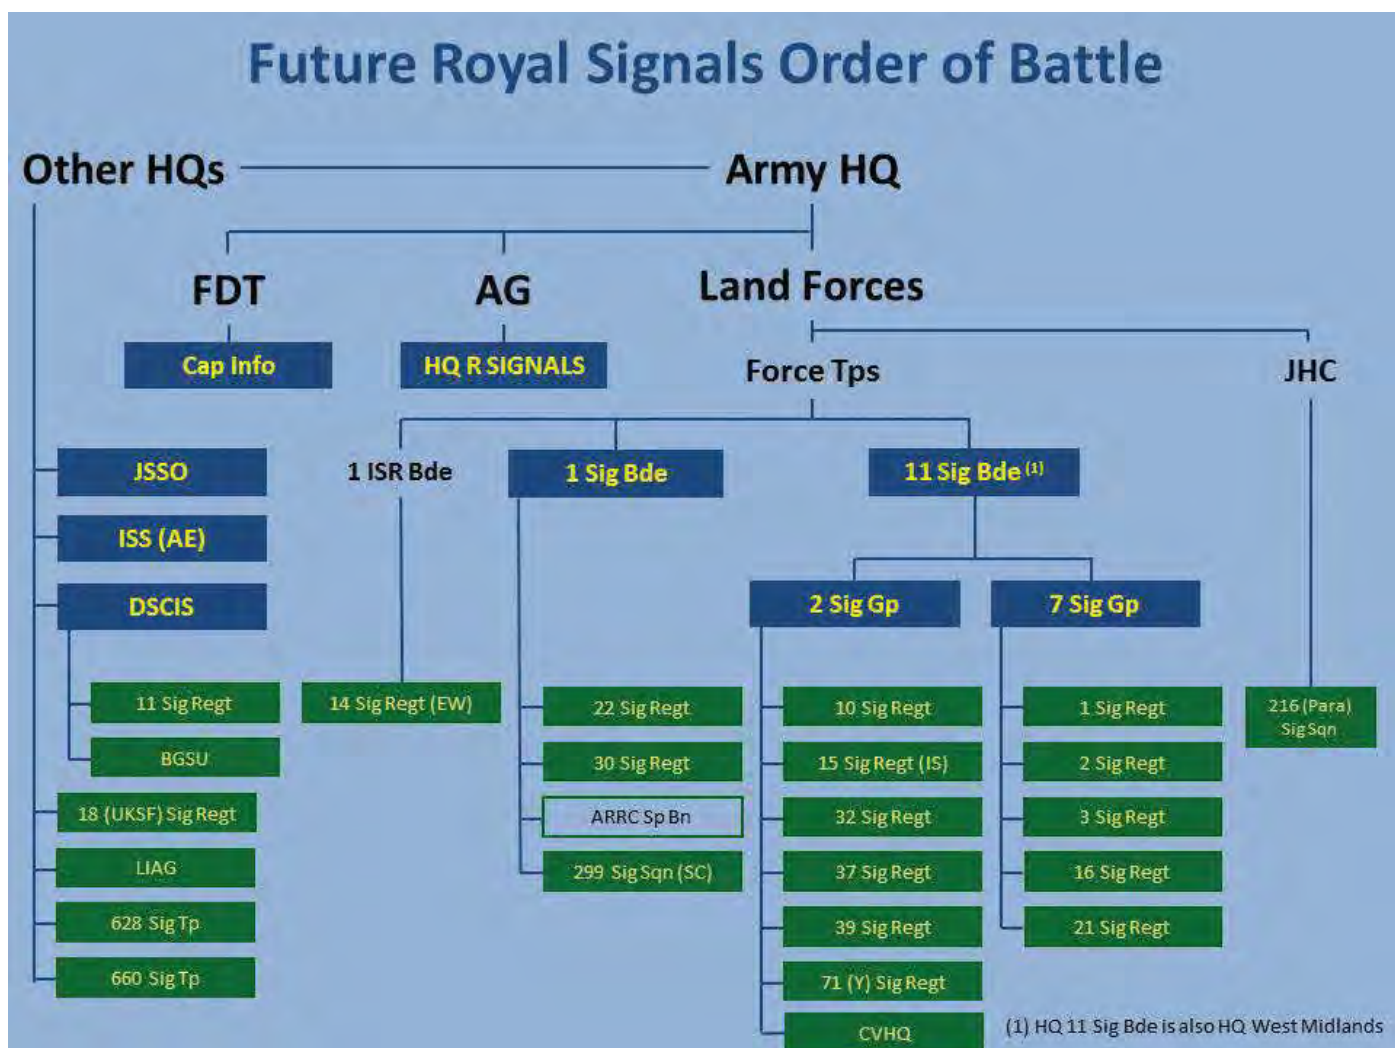 Future Royal Signals Order of Battle
Other HQs
Army HQ
FDT
AG
Land Forces
Cap Info
HQ R SIGNALS
Force Tps
JHC
JSSO
1 ISR Bde
1 Sig Bde
11 Sig Bde (1)
ISS (AE)
DSCIS
2 Sig Gp
7 Sig Gp
11 Sig Regt
14 Sig Regt (EW)
22 Sig Regt
10 Sig Regt
1 Sig Regt
216 (Para)
Sig Sqn
BGSU
30 Sig Regt
15 Sig Regt (IS)
2 Sig Regt
18 (UKSF) Sig Regt
ARRC Sp Bn
32 Sig Regt
3 Sig Regt
LIAG
299 Sig Sqn (SC)
37 Sig Regt
16 Sig Regt
628 Sig Tp
39 Sig Regt
21 Sig Regt
660 Sig Tp
71 (Y) Sig Regt
CVHQ
(1) HQ 11 Sig Bde is also HQ West Midlands